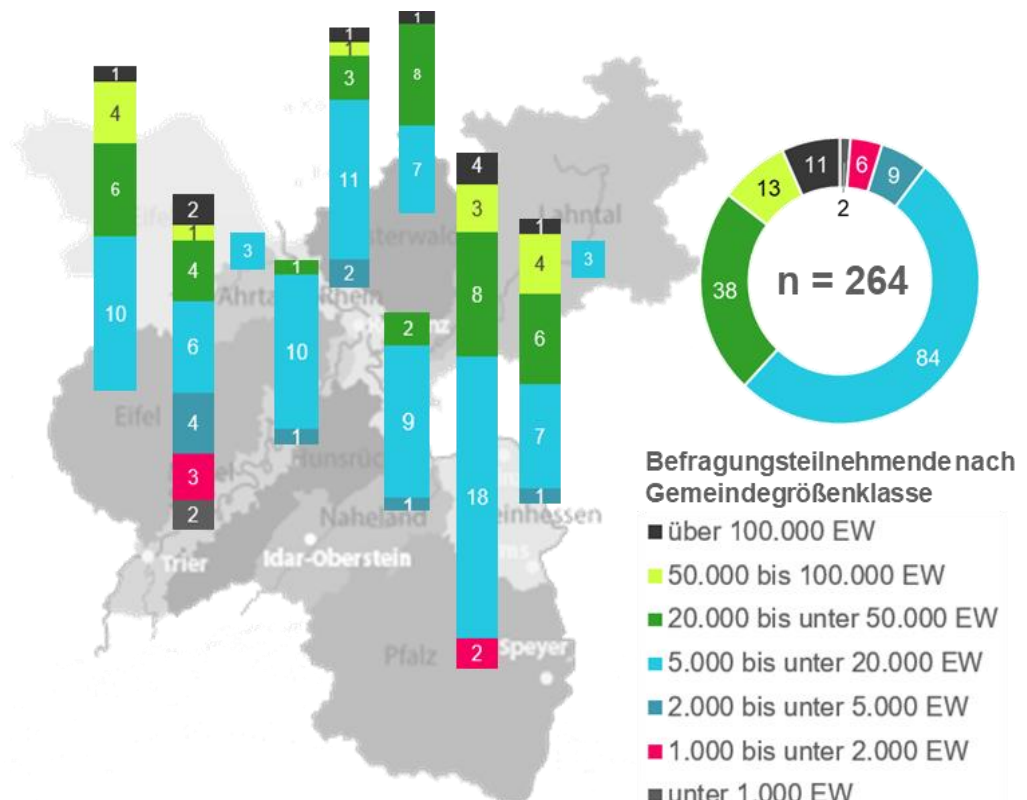 1
4
6
10
2
1
4
6
4
3
2
3
1
10
1
1
1
3
11
2
1
8
7
2
9
1
4
3
8
18
2
1
4
6
7
1
3
Lahntal
Rhein
Eifel
Hunsrüc
Naheland
Trier
Idar-Oberstein
Pfalz
Speyer
11
2
6
9
13
38
84
n = 264
Befragungsteilnehmende nach
Gemeindegrößenklasse
über 100.000 EW
50.000 bis 100.000 EW
20.000 bis unter 50.000 EW
5.000 bis unter 20.000 EW
2.000 bis unter 5.000 EW
1.000 bis unter 2.000 EW
unter 1.000 EW